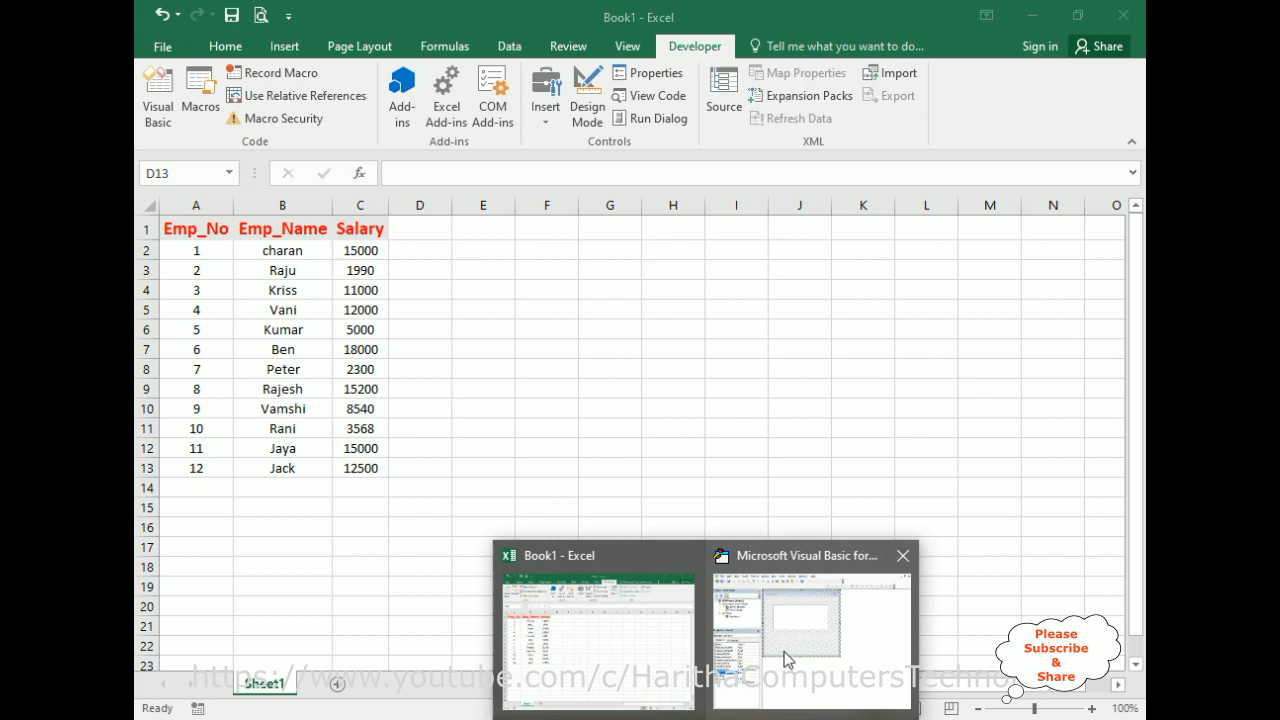 Book1 - Excel
File Home Insert Page Layout Formulas Data Review View Developer Tell me what you want to do... Sign in Share
Visual Basic
Macros
Record Macro
Use Relative References
Macro Security
Code
Add-ins
Excel Add-ins
COM Add-ins
Add-ins
Insert
Design Mode
Properties
View Code
Run Dialog
Controls
Source
Map Properties
Expansion Packs
Refresh Data
Import
Export
XML
D13
fx
A B C D E F G H I J K L M N O
1 Emp_No Emp_Name Salary
2 1 charan 15000
3 2 Raju 1990
4 3 Kriss 11000
5 4 Vani 12000
6 5 Kumar 5000
7 6 Ben 18000
8 7 Peter 2300
9 8 Rajesh 15200
10 9 Vamshi 8540
11 10 Rani 3568
12 11 Jaya 15000
13 12 Jack 12500
14
15
16
17
18
19
20
21
22
23
Book1 - Excel
Microsoft Visual Basic for...
Please
Subscribe
&
Share
https://www.youtube.com/c/HarithaComputersTechno
Sheet1
Ready
100%